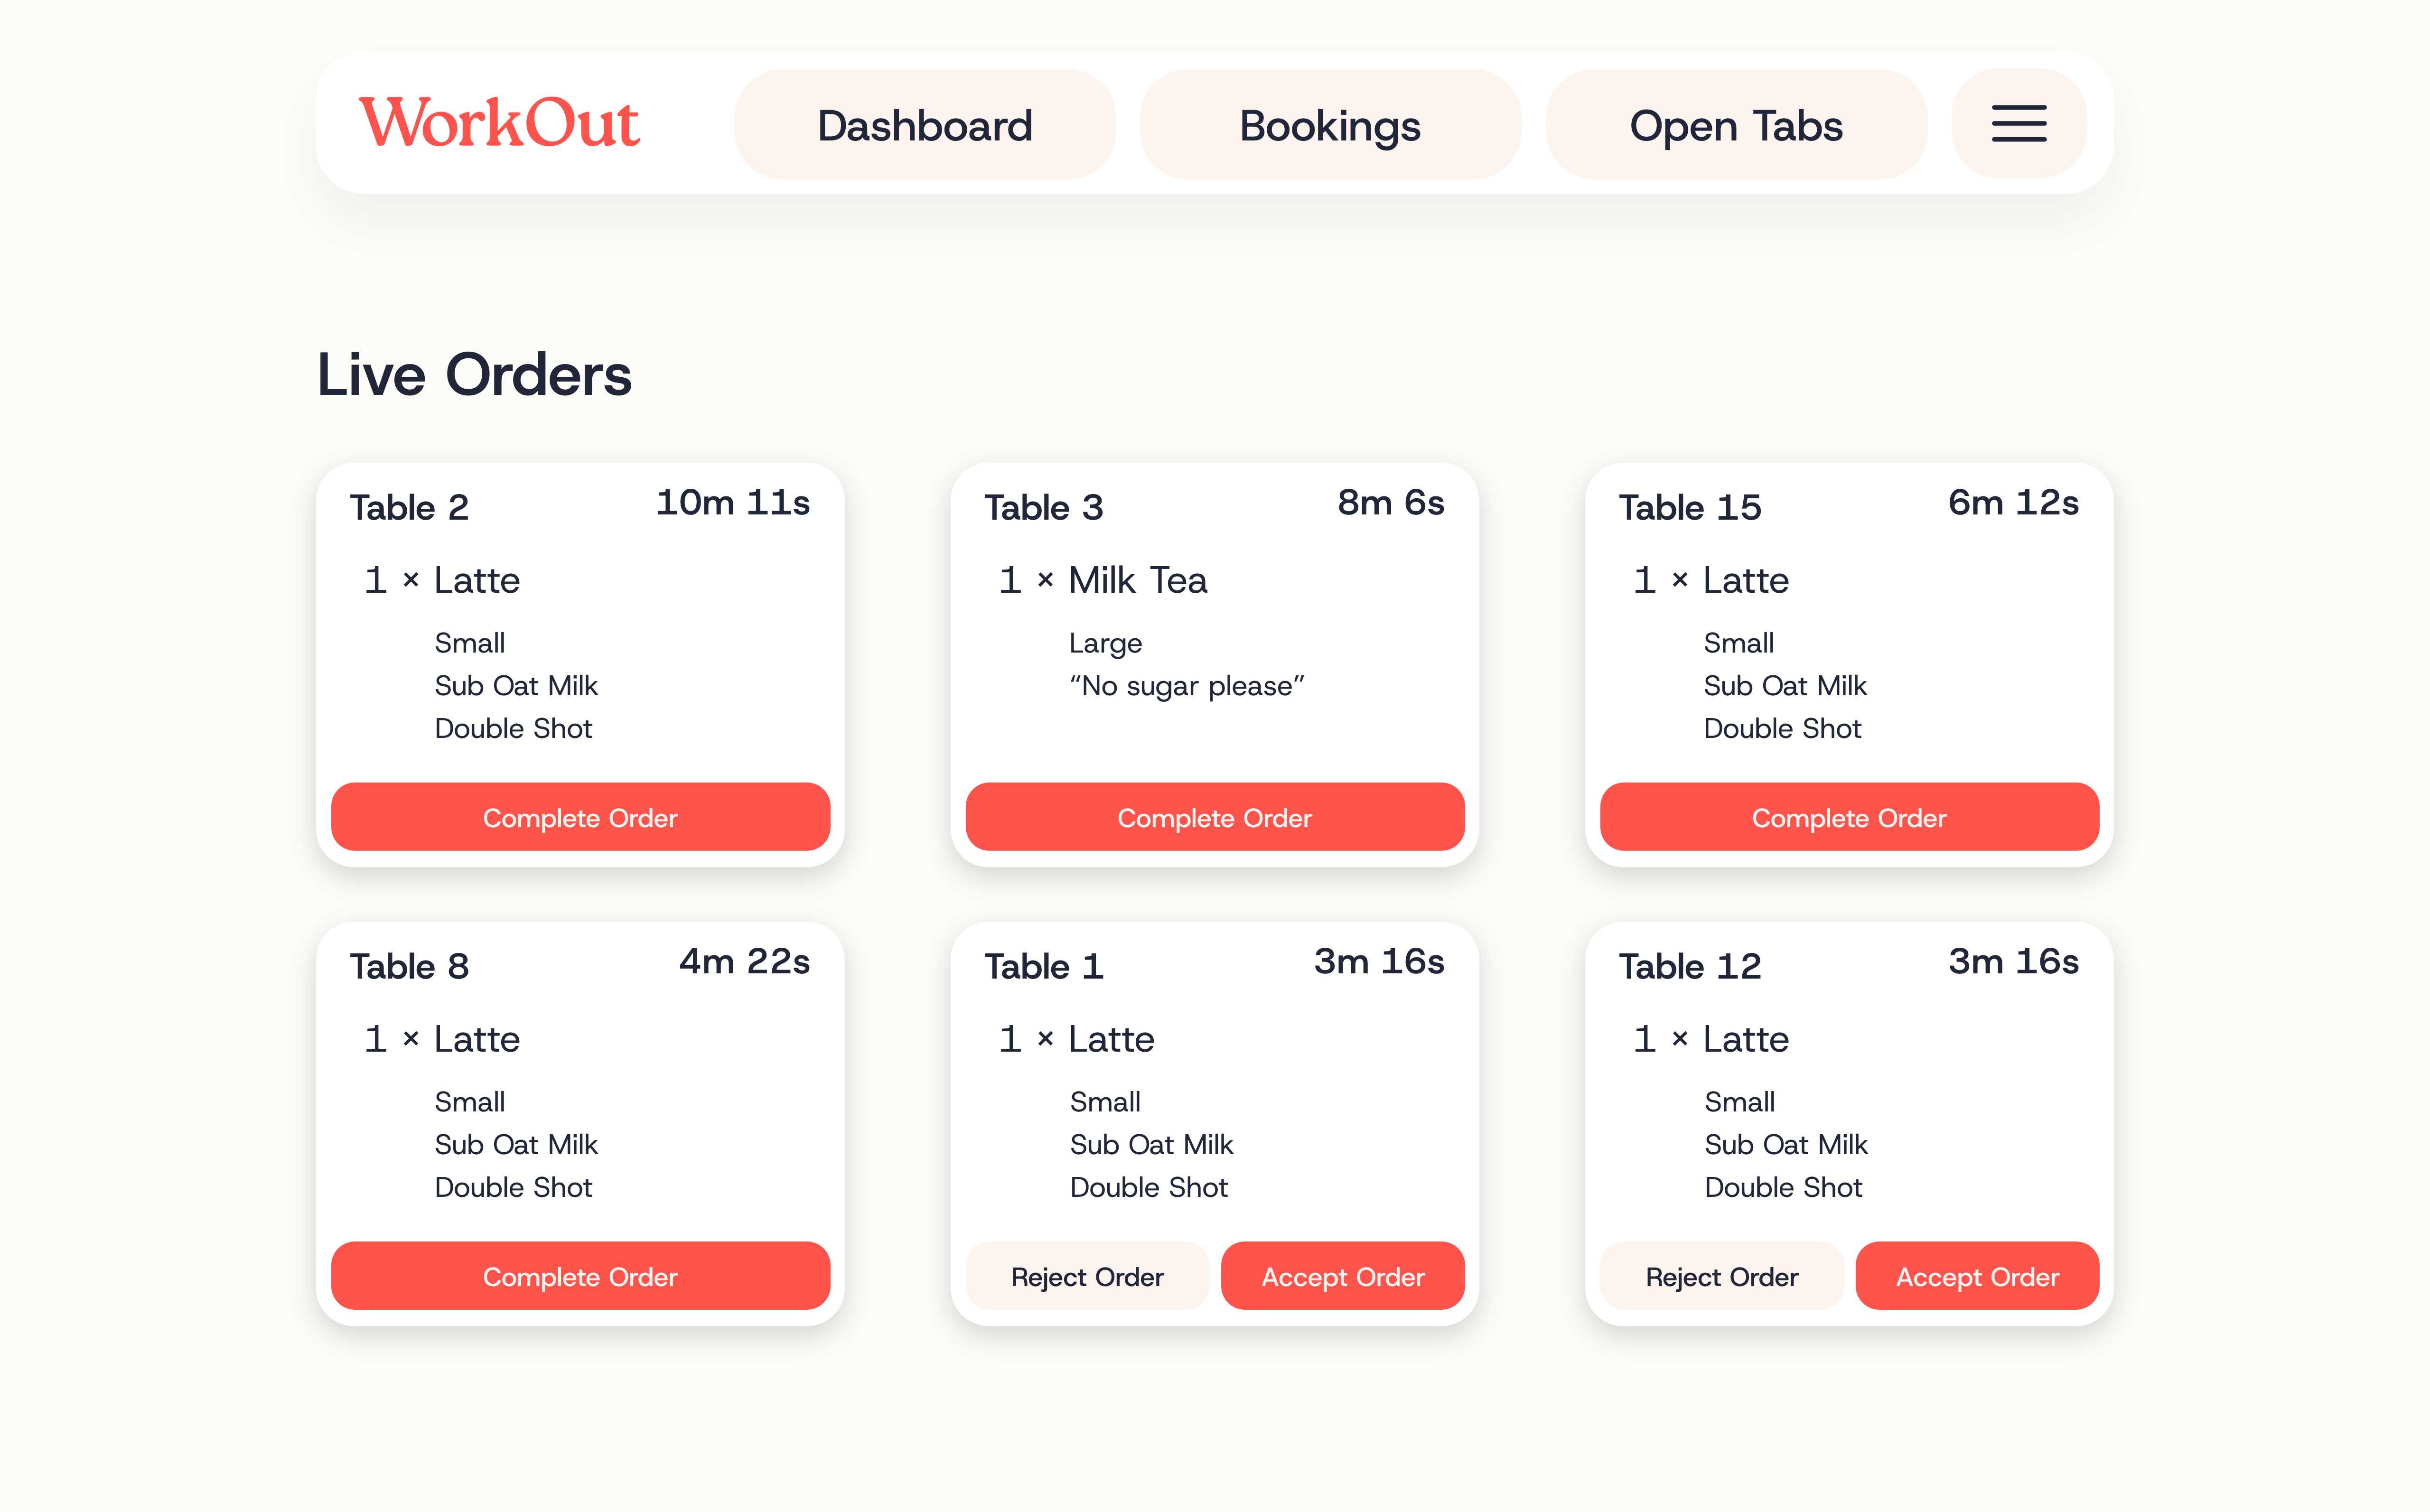 WorkOut Dashboard Bookings Open Tabs
Live Orders
Table 2 10m 11s
1 × Latte
Small
Sub Oat Milk
Double Shot
Complete Order
Table 3 8m 6s
1 × Milk Tea
Large
“No sugar please”
Complete Order
Table 15 6m 12s
1 × Latte
Small
Sub Oat Milk
Double Shot
Complete Order
Table 8 4m 22s
1 × Latte
Small
Sub Oat Milk
Double Shot
Complete Order
Table 1 3m 16s
1 × Latte
Small
Sub Oat Milk
Double Shot
Reject Order Accept Order
Table 12 3m 16s
1 × Latte
Small
Sub Oat Milk
Double Shot
Reject Order Accept Order